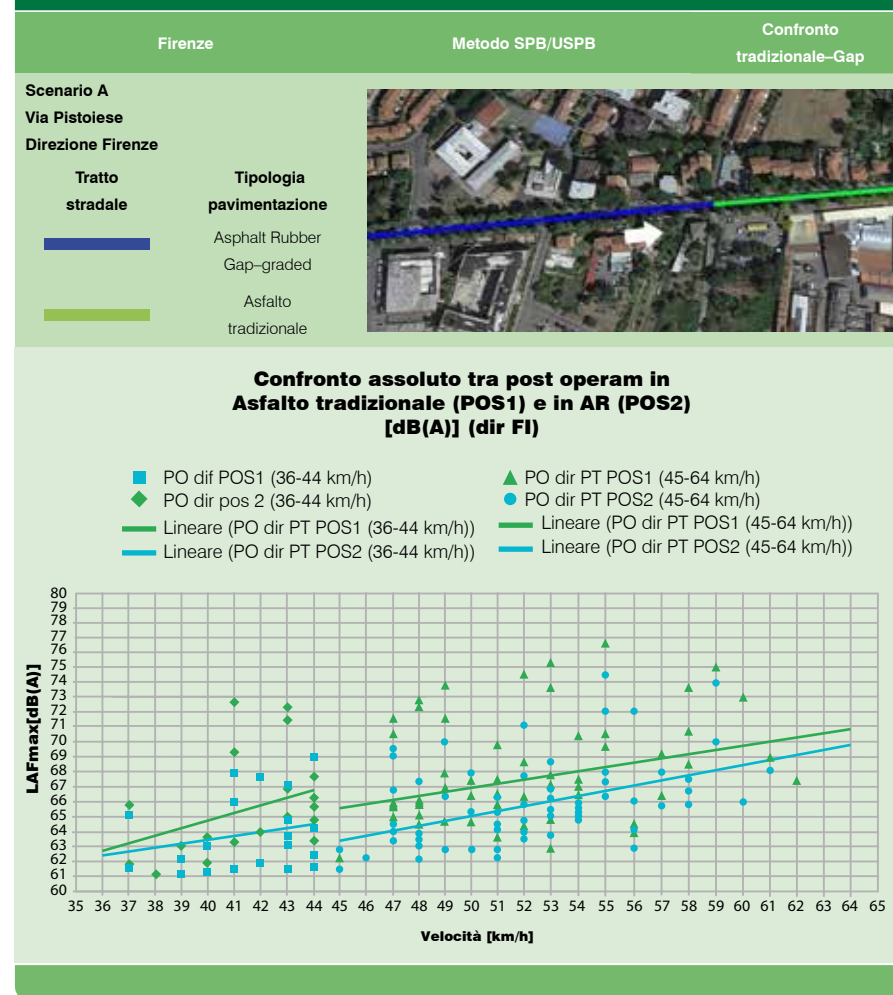 Firenze
Metodo SPB/USPB
Confronto
tradizionale–Gap
Scenario A
Via Pistoiese
Direzione Firenze
Tratto
stradale
Tipologia
pavimentazione
Asphalt Rubber
Gap–graded
Asfalto
tradizionale
Confronto assoluto tra post operam in
Asfalto tradizionale (POS1) e in AR (POS2)
[dB(A)] (dir FI)
PO dif POS1 (36-44 km/h)
PO dir pos 2 (36-44 km/h)
Lineare (PO dir PT POS1 (36-44 km/h))
Lineare (PO dir PT POS2 (36-44 km/h))
PO dir PT POS1 (45-64 km/h)
PO dir PT POS2 (45-64 km/h)
Lineare (PO dir PT POS1 (45-64 km/h))
Lineare (PO dir PT POS2 (45-64 km/h))
LAFmax[dB(A)]
80
79
78
77
76
75
74
73
72
71
70
69
68
67
66
65
64
63
62
61
60
35 36 37 38 39 40 41 42 43 44 45 46 47 48 49 50 51 52 53 54 55 56 57 58 59 60 61 62 63 64 65
Velocità [km/h]